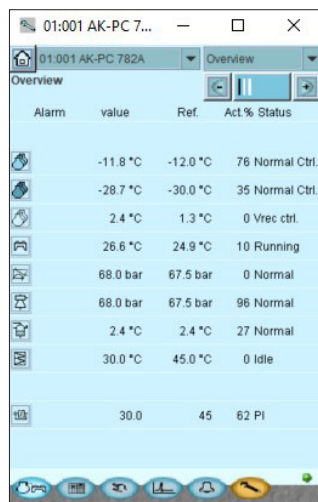 01:001 AK-PC 7...
01:001 AK-PC 782A Overview
Overview
Alarm value Ref. Act.% Status
-11.8 °C -12.0 °C 76 Normal Ctrl.
-28.7 °C -30.0 °C 35 Normal Ctrl.
2.4 °C 1.3 °C 0 Vrec ctrl.
26.6 °C 24.9 °C 10 Running
68.0 bar 67.5 bar 0 Normal
68.0 bar 67.5 bar 96 Normal
2.4 °C 2.4 °C 27 Normal
30.0 °C 45.0 °C 0 Idle
30.0 45 62 PI